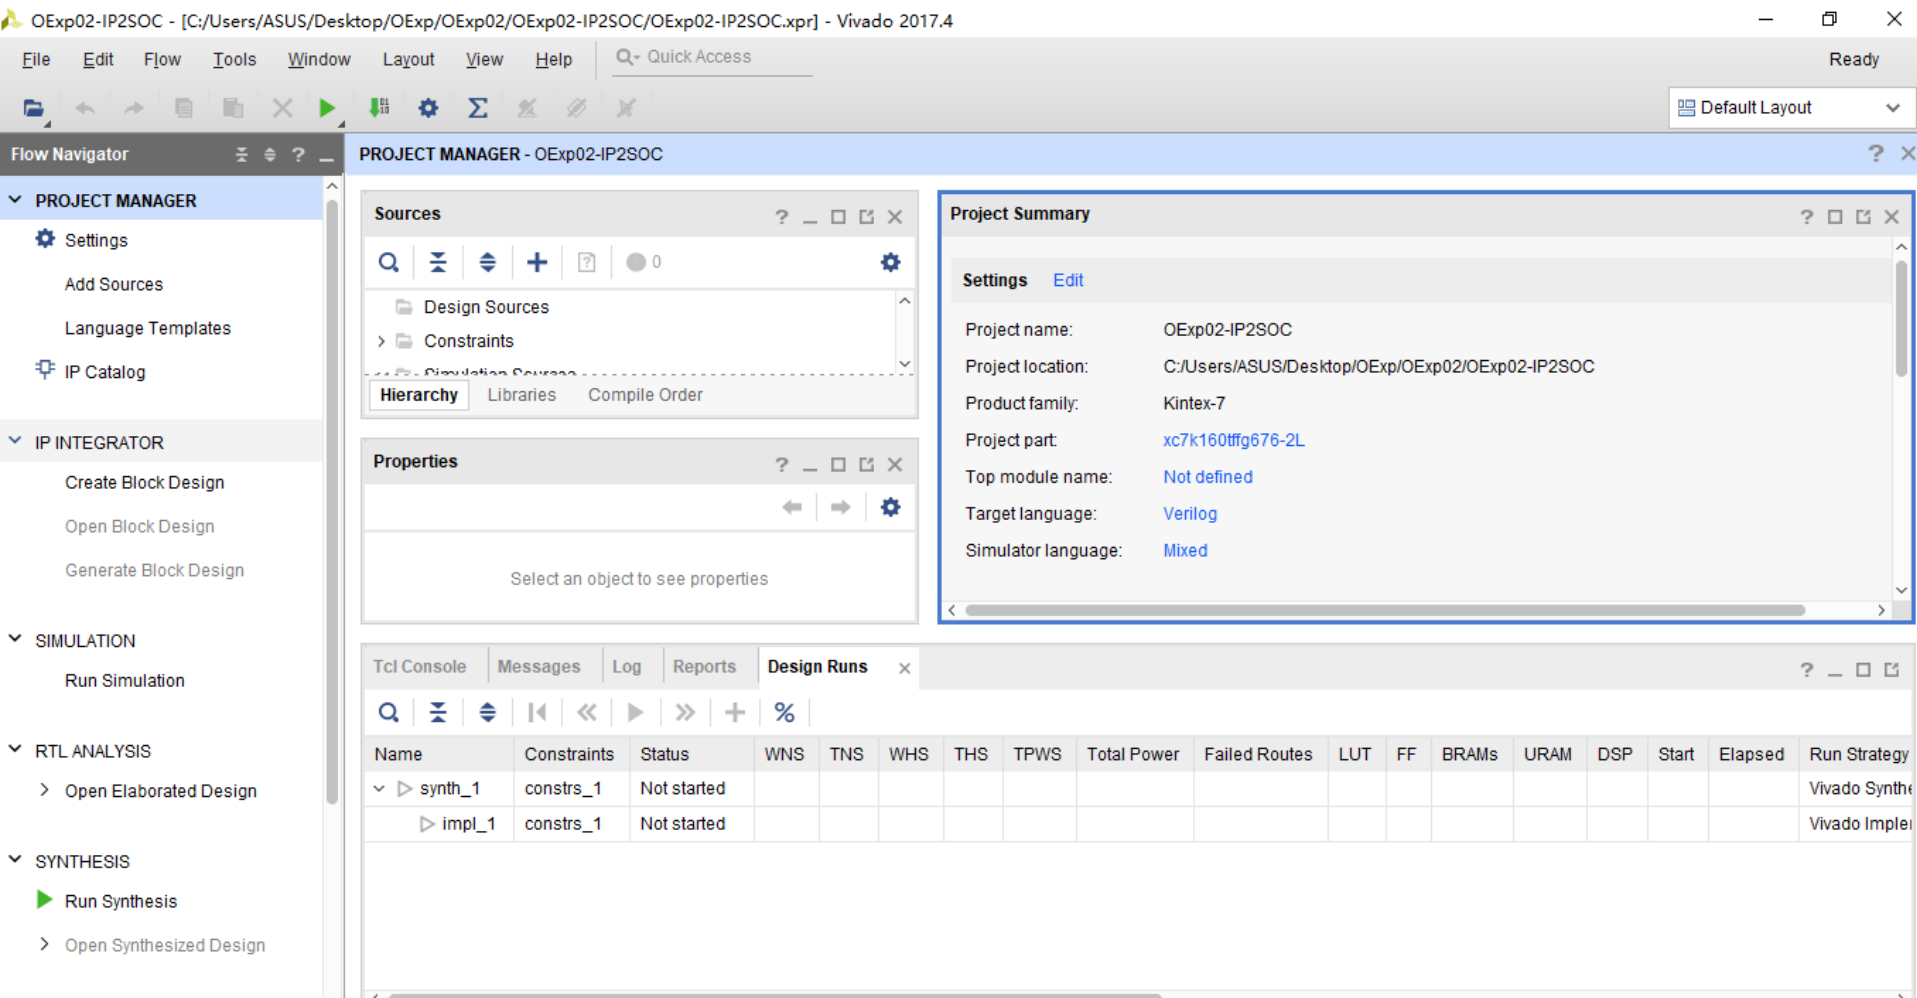 OExp02-IP2SOC - [C:/Users/ASUS/Desktop/OExp/OExp02/OExp02-IP2SOC/OExp02-IP2SOC.xpr] - Vivado 2017.4
File Edit Flow Tools Window Layout View Help Quick Access Ready
Default Layout
Flow Navigator
PROJECT MANAGER
Settings
Add Sources
Language Templates
IP Catalog
IP INTEGRATOR
Create Block Design
Open Block Design
Generate Block Design
SIMULATION
Run Simulation
RTL ANALYSIS
Open Elaborated Design
SYNTHESIS
Run Synthesis
Open Synthesized Design
PROJECT MANAGER - OExp02-IP2SOC
Sources
0
Design Sources
Constraints
Simulation Sources
Hierarchy Libraries Compile Order
Properties
Select an object to see properties
Project Summary
Settings Edit
Project name: OExp02-IP2SOC
Project location: C:/Users/ASUS/Desktop/OExp/OExp02/OExp02-IP2SOC
Product family: Kintex-7
Project part: xc7k160tffg676-2L
Top module name: Not defined
Target language: Verilog
Simulator language: Mixed
Tcl Console Messages Log Reports Design Runs
Name Constraints Status WNS TNS WHS THS TPWS Total Power Failed Routes LUT FF BRAMs URAM DSP Start Elapsed Run Strategy
synth_1 constrs_1 Not started Vivado Synthe
impl_1 constrs_1 Not started Vivado Imple